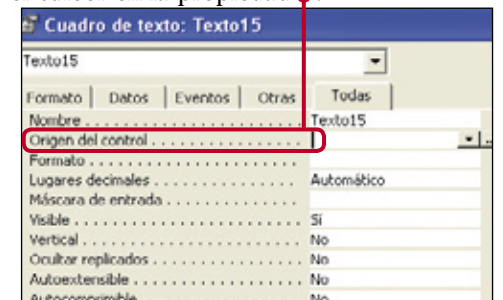 Cuadro de texto: Texto15
Texto15
Formato Datos Eventos Otras Todas
Nombre . . . . . . . . . . . . . . . . . . . . . . . Texto15
Origen del control . . . . . . . . . . . . . . . .
Formato . . . . . . . . . . . . . . . . . . . . . . .
Lugares decimales . . . . . . . . . . . . . . . Automático
Máscara de entrada . . . . . . . . . . . . . .
Visible . . . . . . . . . . . . . . . . . . . . . . . . . Sí
Vertical . . . . . . . . . . . . . . . . . . . . . . . . No
Ocultar replicados . . . . . . . . . . . . . . . No
Autoextensible . . . . . . . . . . . . . . . . . . No
Autocomprimible . . . . . . . . . . . . . . . . No